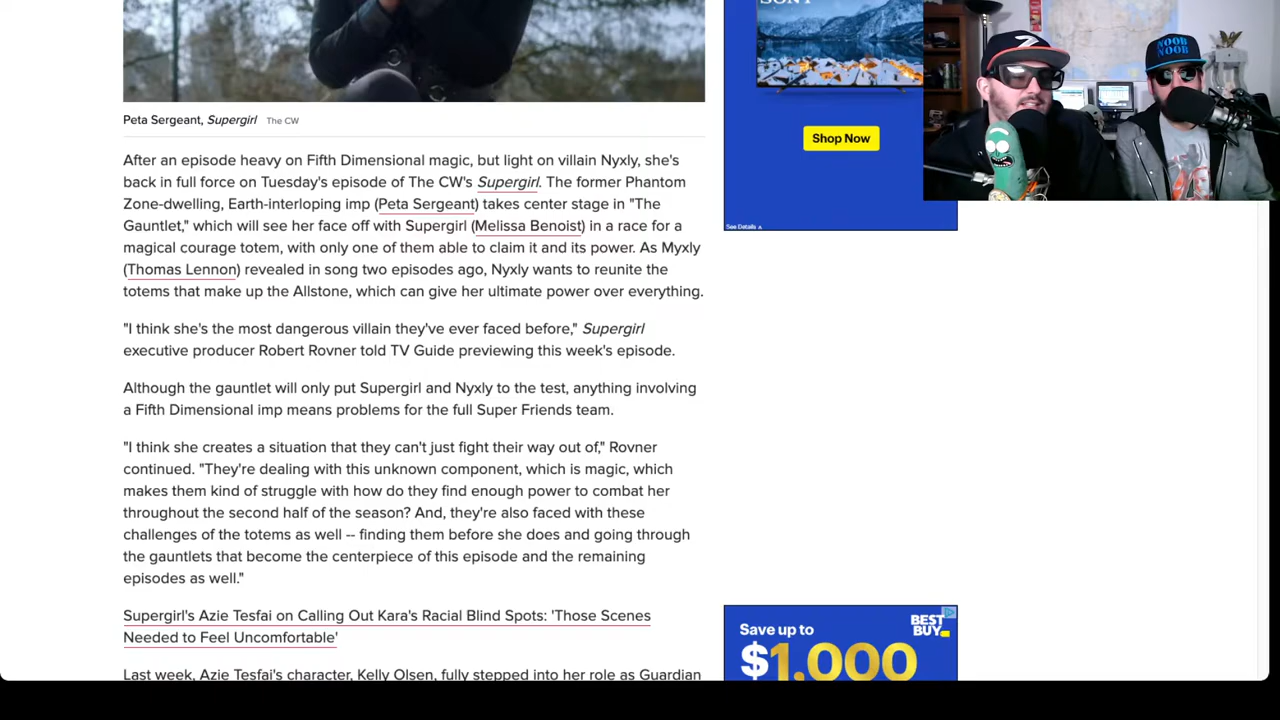 SONY
Shop Now
See Details
NOOB
NOOB
Peta Sergeant, Supergirl The CW
After an episode heavy on Fifth Dimensional magic, but light on villain Nyxly, she's
back in full force on Tuesday's episode of The CW's Supergirl. The former Phantom
Zone-dwelling, Earth-interloping imp (Peta Sergeant) takes center stage in "The
Gauntlet," which will see her face off with Supergirl (Melissa Benoist) in a race for a
magical courage totem, with only one of them able to claim it and its power. As Myxly
(Thomas Lennon) revealed in song two episodes ago, Nyxly wants to reunite the
totems that make up the Allstone, which can give her ultimate power over everything.
"I think she's the most dangerous villain they've ever faced before," Supergirl
executive producer Robert Rovner told TV Guide previewing this week's episode.
Although the gauntlet will only put Supergirl and Nyxly to the test, anything involving
a Fifth Dimensional imp means problems for the full Super Friends team.
"I think she creates a situation that they can't just fight their way out of," Rovner
continued. "They're dealing with this unknown component, which is magic, which
makes them kind of struggle with how do they find enough power to combat her
throughout the second half of the season? And, they're also faced with these
challenges of the totems as well -- finding them before she does and going through
the gauntlets that become the centerpiece of this episode and the remaining
episodes as well."
Supergirl's Azie Tesfai on Calling Out Kara's Racial Blind Spots: 'Those Scenes
Needed to Feel Uncomfortable'
Last week, Azie Tesfai's character, Kelly Olsen, fully stepped into her role as Guardian
Save up to
$1,000
BEST
BUY